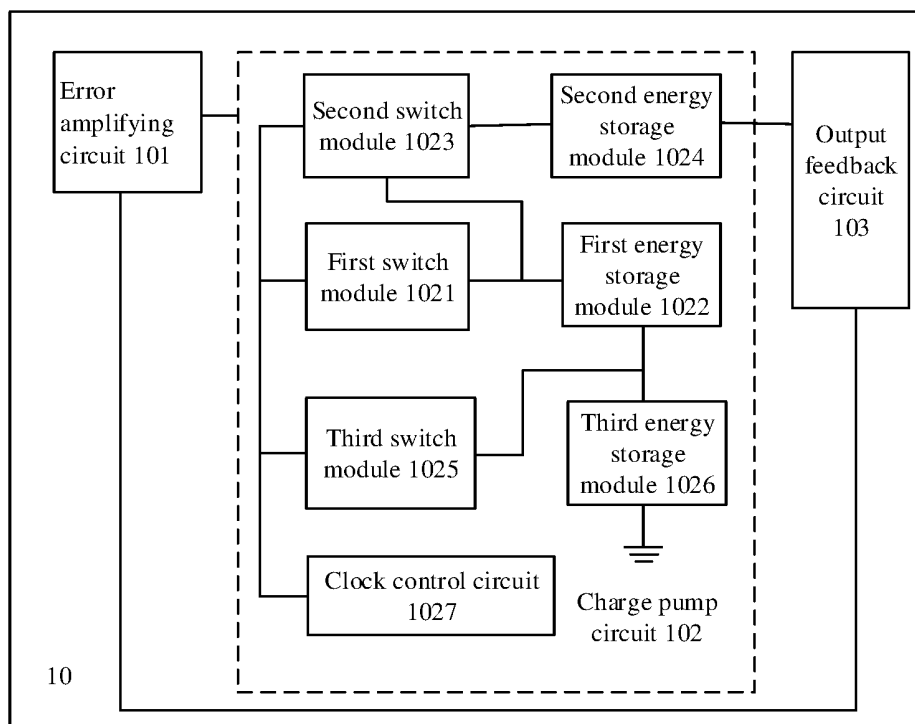 Error
amplifying
circuit 101
Second switch
module 1023
Second energy
storage
module 1024
Output
feedback
circuit
103
First switch
module 1021
First energy
storage
module 1022
Third switch
module 1025
Third energy
storage
module 1026
Clock control circuit
1027
Charge pump
circuit 102
10